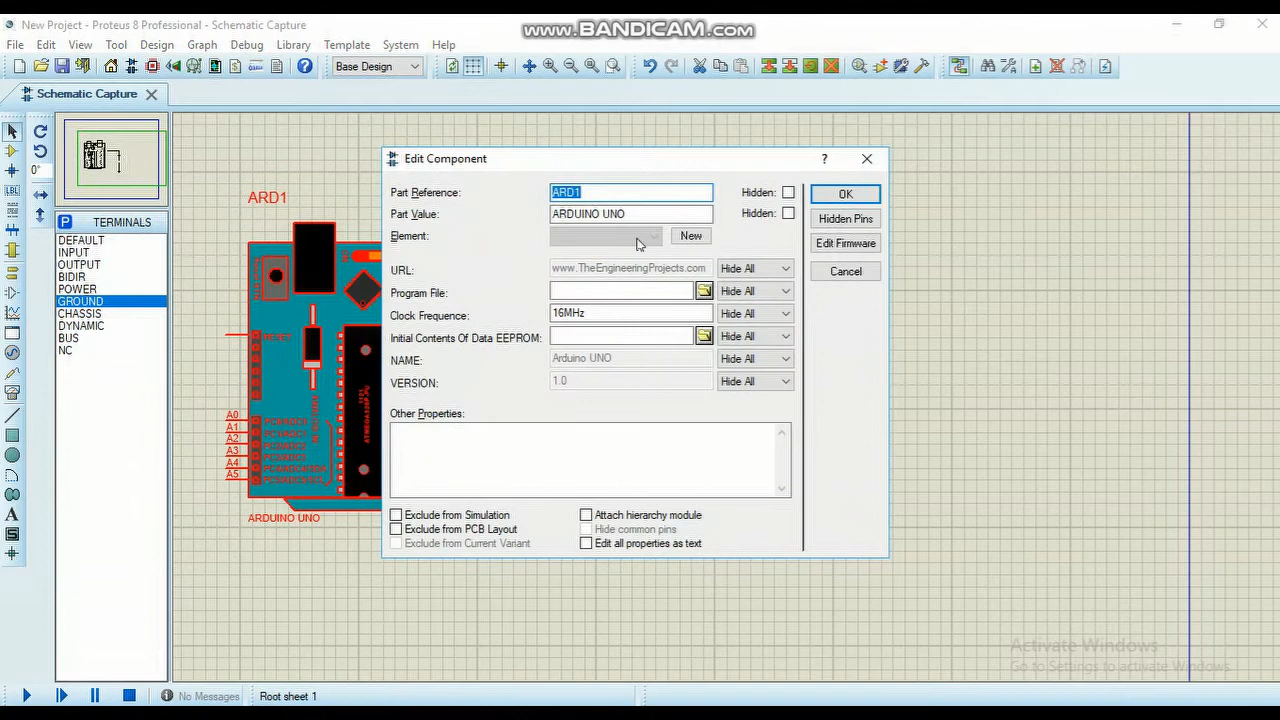 New Project - Proteus 8 Professional - Schematic Capture
www.BANDICAM.com
File Edit View Tool Design Graph Debug Library Template System Help
Base Design
Schematic Capture
0°
LBL
P TERMINALS
DEFAULT
INPUT
OUTPUT
BIDIR
POWER
GROUND
CHASSIS
DYNAMIC
BUS
NC
ARD1
RESET
A0
A1
A2
A3
A4
A5
ARDUINO UNO
Edit Component
?
Part Reference: ARD1 Hidden:
Part Value: ARDUINO UNO Hidden:
Element: New
URL: www.TheEngineeringProjects.com Hide All
Program File: Hide All
Clock Frequency: 16MHz Hide All
Initial Contents Of Data EEPROM: Hide All
NAME: Arduino UNO Hide All
VERSION: 1.0 Hide All
Other Properties:
Exclude from Simulation Attach hierarchy module
Exclude from PCB Layout Hide common pins
Exclude from Current Variant Edit all properties as text
OK
Hidden Pins
Edit Firmware
Cancel
Activate Windows
Go to Settings to activate Windows.
No Messages Root sheet 1